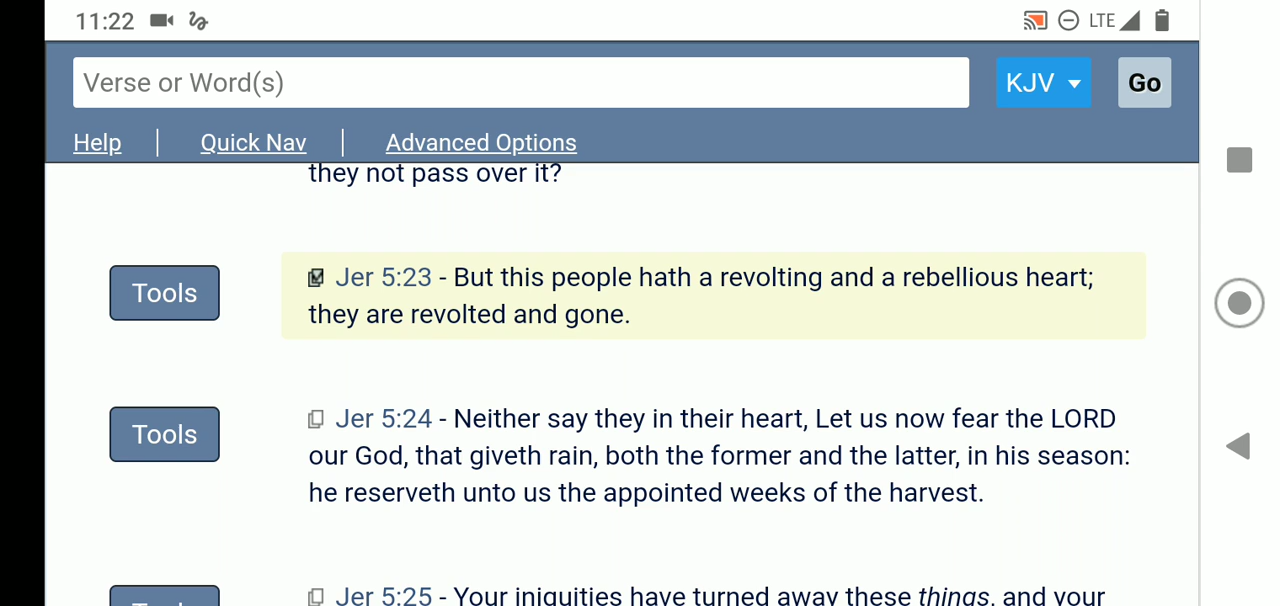 11:22 LTE
Verse or Word(s) KJV Go
Help | Quick Nav | Advanced Options
they not pass over it?
Tools Jer 5:23 - But this people hath a revolting and a rebellious heart;
they are revolted and gone.
Tools Jer 5:24 - Neither say they in their heart, Let us now fear the LORD
our God, that giveth rain, both the former and the latter, in his season:
he reserveth unto us the appointed weeks of the harvest.
Tools Jer 5:25 - Your iniquities have turned away these things, and your